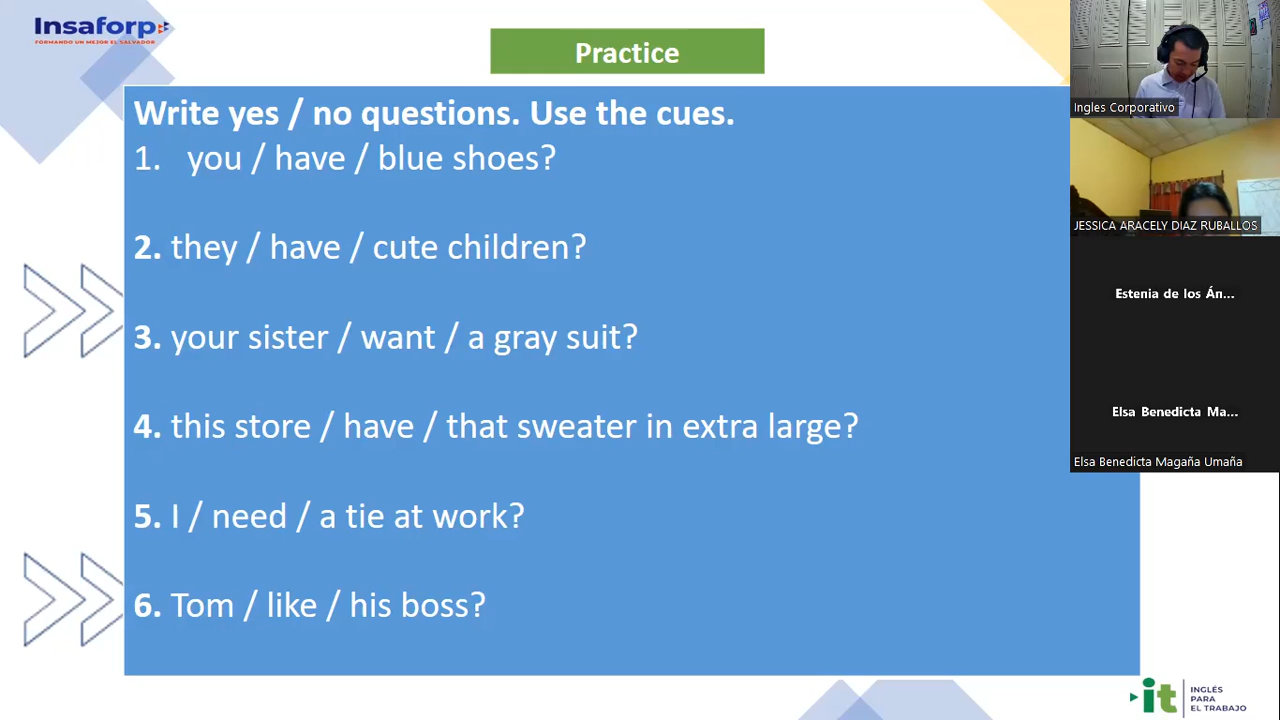 Insaforp
FORMANDO UN MEJOR EL SALVADOR
Practice
Write yes / no questions. Use the cues.
1. you / have / blue shoes?
2. they / have / cute children?
3. your sister / want / a gray suit?
4. this store / have / that sweater in extra large?
5. I / need / a tie at work?
6. Tom / like / his boss?
Ingles Corporativo
JESSICA ARACELY DIAZ RUBALLOS
Estenia de los Án...
Elsa Benedicta Ma...
Elsa Benedicta Magaña Umaña
it
INGLÉS
PARA
EL TRABAJO